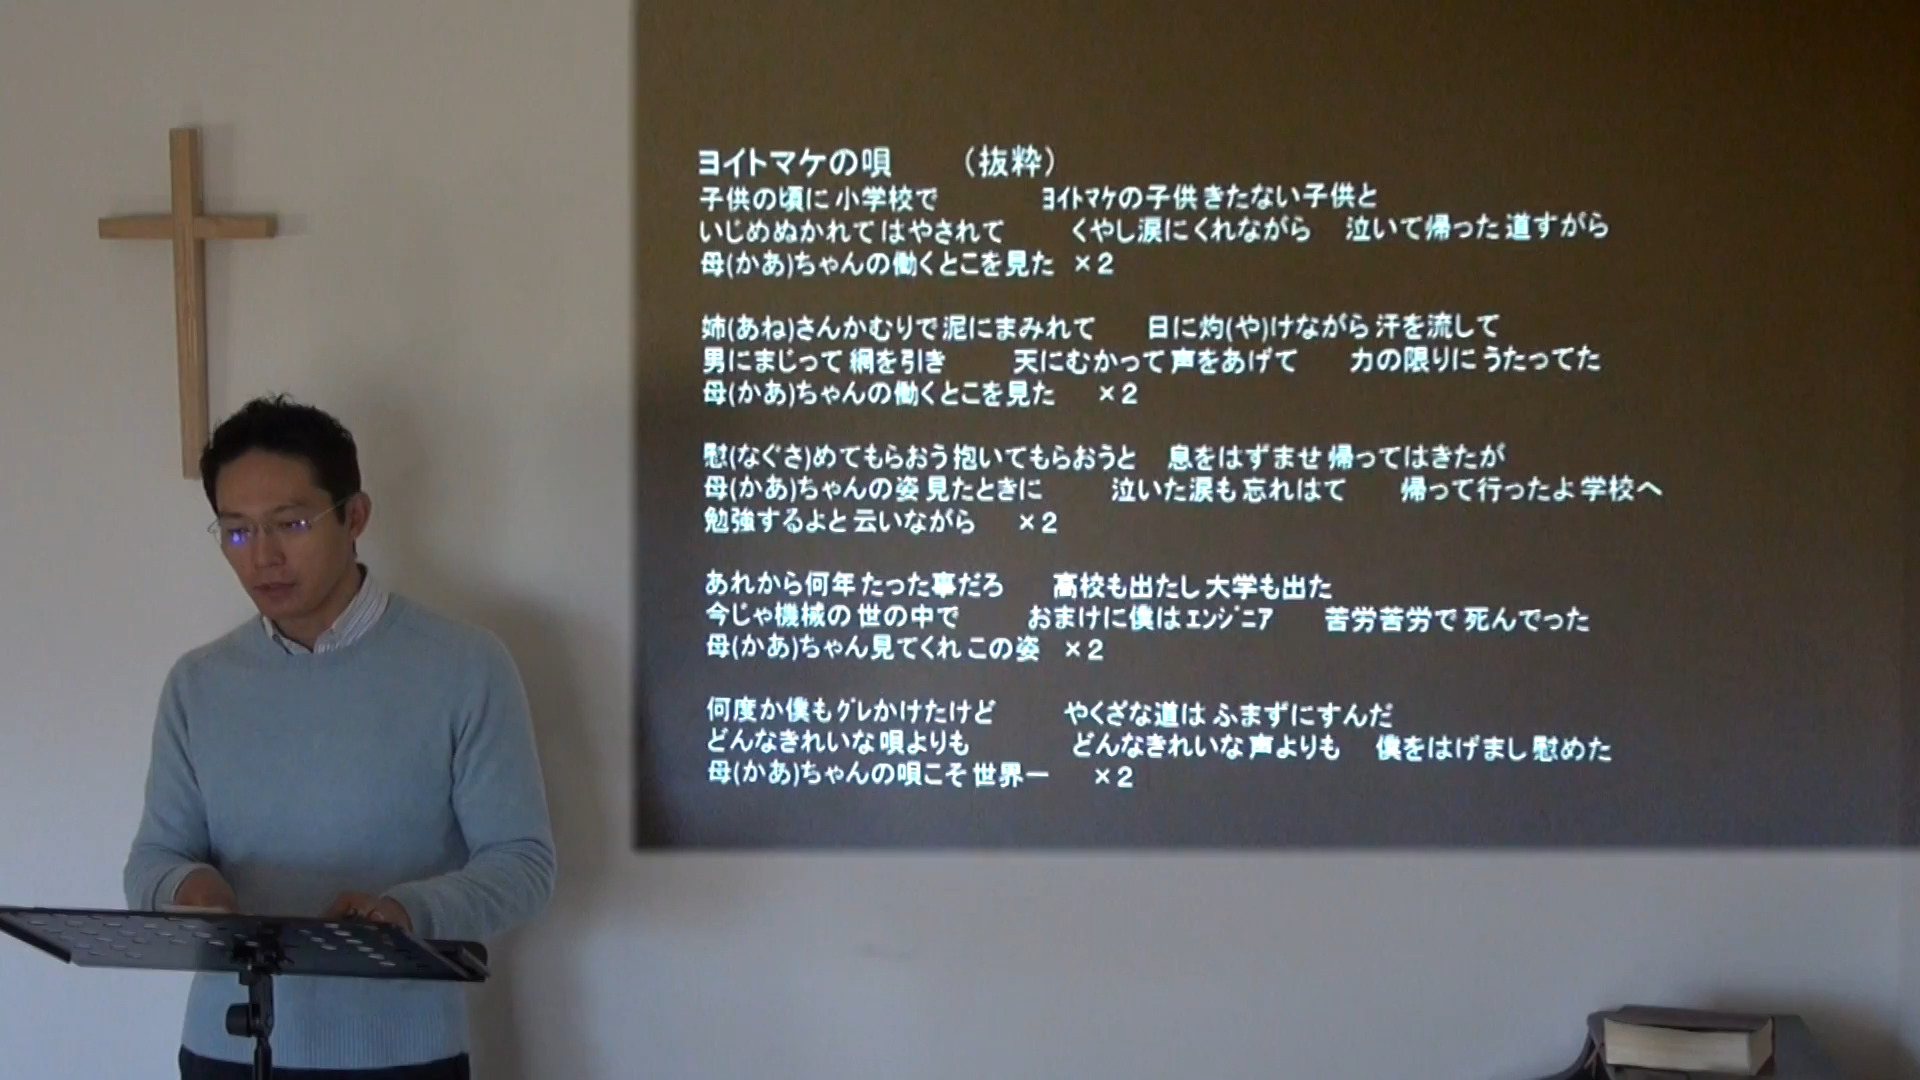 ヨイトマケの唄　　（抜粋）
子供の頃に 小学校で　　　ﾖｲﾄﾏｹの子供 きたない子供と
いじめぬかれて はやされて　　くやし涙にくれながら　泣いて帰った 道すがら
母(かあ)ちゃんの働くとこを見た　×２
姉(あね)さんかむりで 泥にまみれて　　日に灼(や)けながら 汗を流して
男にまじって 綱を引き　　天にむかって 声をあげて　　力の限りに うたってた
母(かあ)ちゃんの働くとこを見た　×２
慰(なぐさ)めてもらおう 抱いてもらおうと　息をはずませ 帰ってはきたが
母(かあ)ちゃんの姿 見たときに　　泣いた涙も 忘れはて　　帰って行ったよ 学校へ
勉強するよと 云いながら　×２
あれから何年 たった事だろ　　高校も出たし 大学も出た
今じゃ機械の 世の中で　　おまけに僕は ｴﾝｼﾞﾆｱ　　苦労苦労で 死んでった
母(かあ)ちゃん見てくれ この姿　×２
何度か僕も ｸﾞﾚかけたけど　　やくざな道は ふまずにすんだ
どんなきれいな 唄よりも　　どんなきれいな 声よりも　僕をはげまし 慰めた
母(かあ)ちゃんの唄こそ 世界一　×２